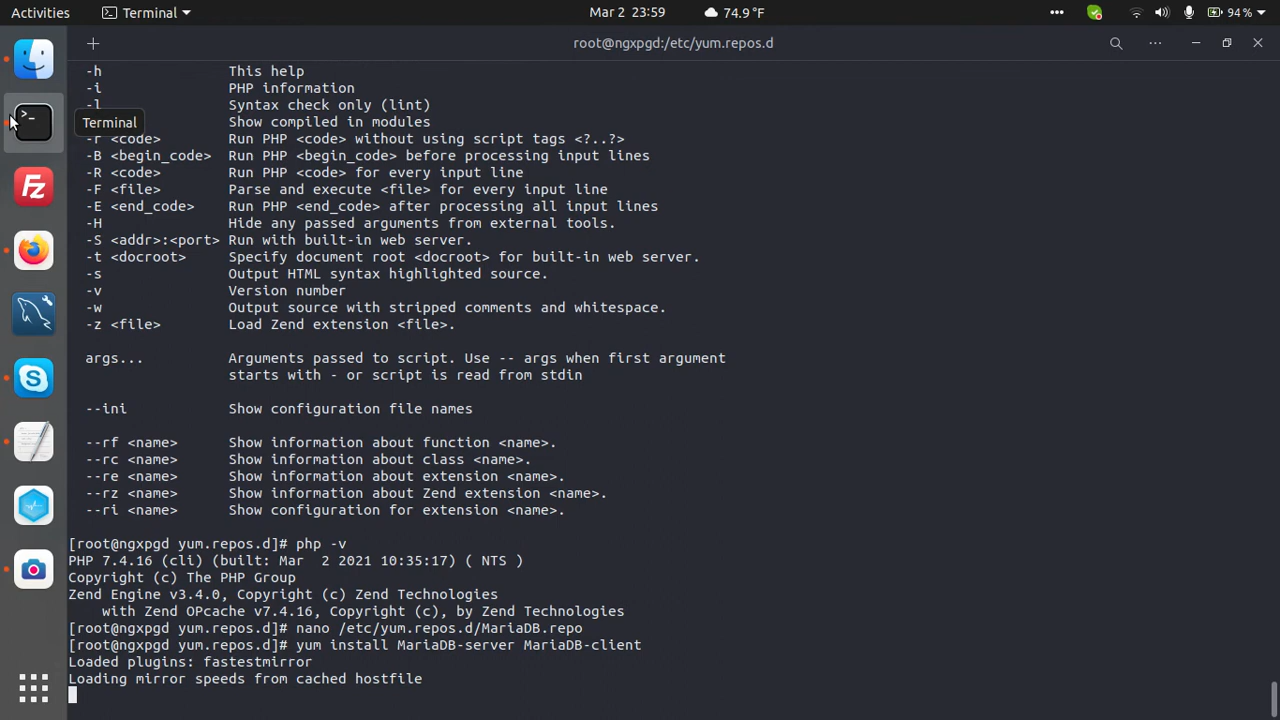 Activities
Terminal
Mar 2 23:59
74.9 °F
94 %
root@ngxpgd:/etc/yum.repos.d
-h This help
-i PHP information
-l Syntax check only (lint)
Show compiled in modules
Terminal
-r <code> Run PHP <code> without using script tags <?..?>
-B <begin_code> Run PHP <begin_code> before processing input lines
-R <code> Run PHP <code> for every input line
-F <file> Parse and execute <file> for every input line
-E <end_code> Run PHP <end_code> after processing all input lines
-H Hide any passed arguments from external tools.
-S <addr>:<port> Run with built-in web server.
-t <docroot> Specify document root <docroot> for built-in web server.
-s Output HTML syntax highlighted source.
-v Version number
-w Output source with stripped comments and whitespace.
-z <file> Load Zend extension <file>.
args... Arguments passed to script. Use -- args when first argument
starts with - or script is read from stdin
--ini Show configuration file names
--rf <name> Show information about function <name>.
--rc <name> Show information about class <name>.
--re <name> Show information about extension <name>.
--rz <name> Show information about Zend extension <name>.
--ri <name> Show configuration for extension <name>.
[root@ngxpgd yum.repos.d]# php -v
PHP 7.4.16 (cli) (built: Mar  2 2021 10:35:17) ( NTS )
Copyright (c) The PHP Group
Zend Engine v3.4.0, Copyright (c) Zend Technologies
with Zend OPcache v7.4.16, Copyright (c), by Zend Technologies
[root@ngxpgd yum.repos.d]# nano /etc/yum.repos.d/MariaDB.repo
[root@ngxpgd yum.repos.d]# yum install MariaDB-server MariaDB-client
Loaded plugins: fastestmirror
Loading mirror speeds from cached hostfile